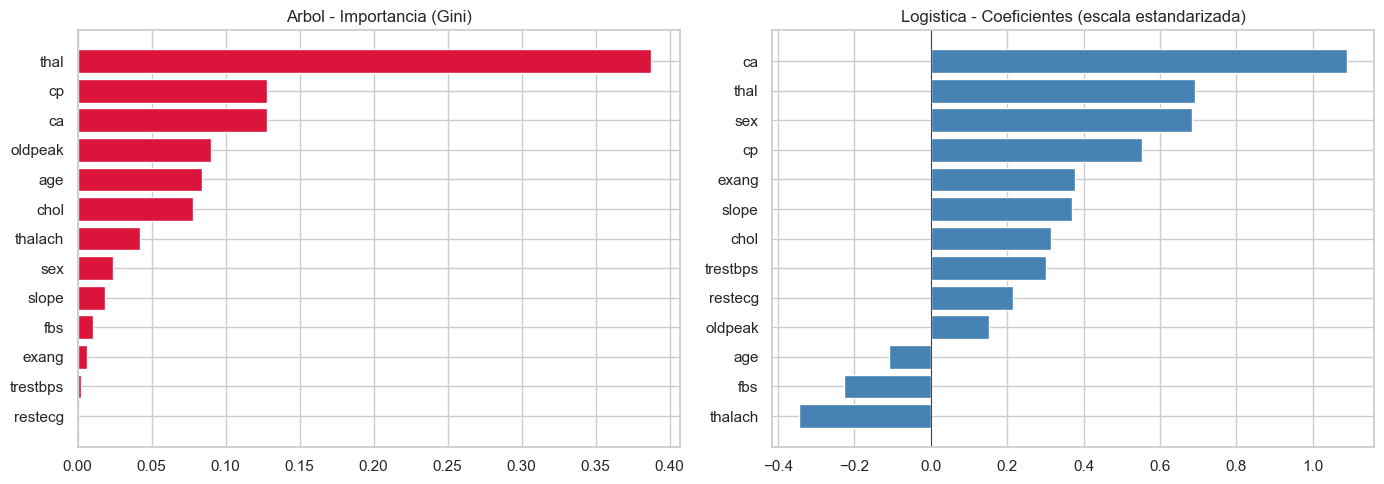 Arbol - Importancia (Gini)
thal
cp
ca
oldpeak
age
chol
thalach
sex
slope
fbs
exang
trestbps
restecg
0.00 0.05 0.10 0.15 0.20 0.25 0.30 0.35 0.40
Logistica - Coeficientes (escala estandarizada)
ca
thal
sex
cp
exang
slope
chol
trestbps
restecg
oldpeak
age
fbs
thalach
−0.4 −0.2 0.0 0.2 0.4 0.6 0.8 1.0